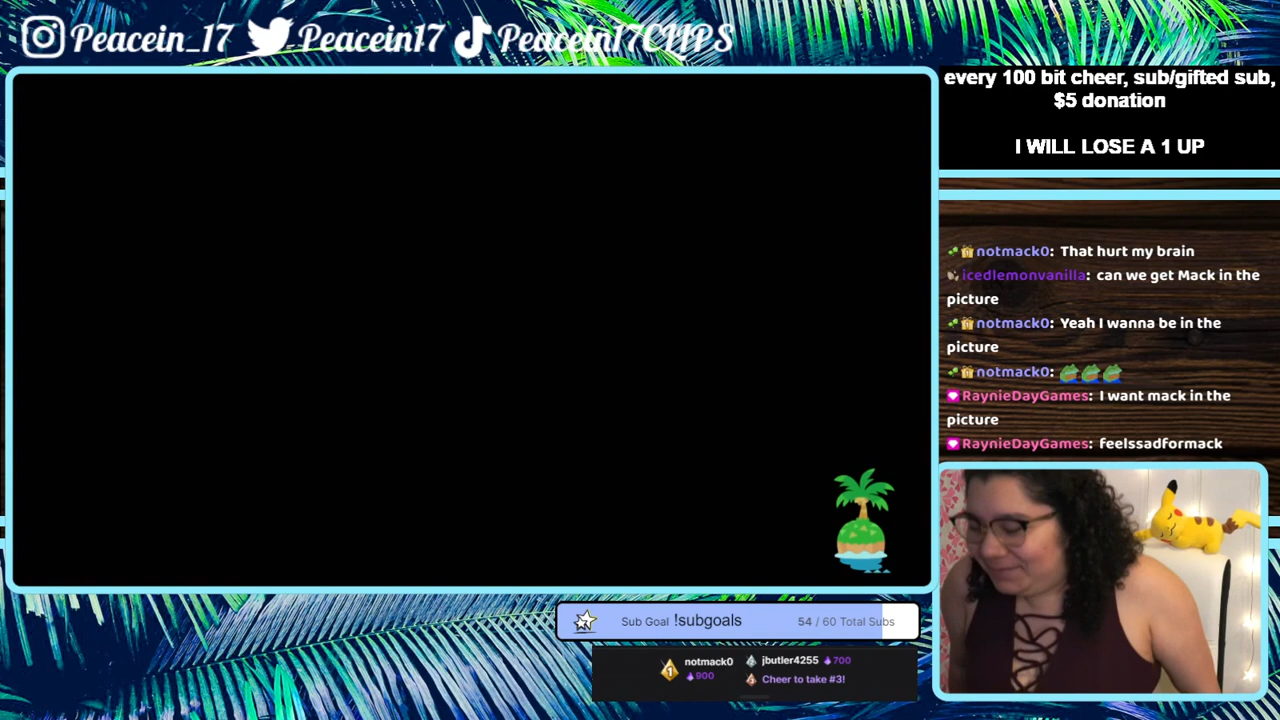 Peacein_17 Peacein17 Peacein17CliPS
every 100 bit cheer, sub/gifted sub,
$5 donation
I WILL LOSE A 1 UP
notmack0: That hurt my brain
icedlemonvanilla: can we get Mack in the
picture
notmack0: Yeah I wanna be in the
picture
notmack0:
RaynieDayGames: I want mack in the
picture
RaynieDayGames: feelssadformack
Sub Goal !subgoals 54 / 60 Total Subs
1 notmack0 900
2 jbutler4255 700
3 Cheer to take #3!